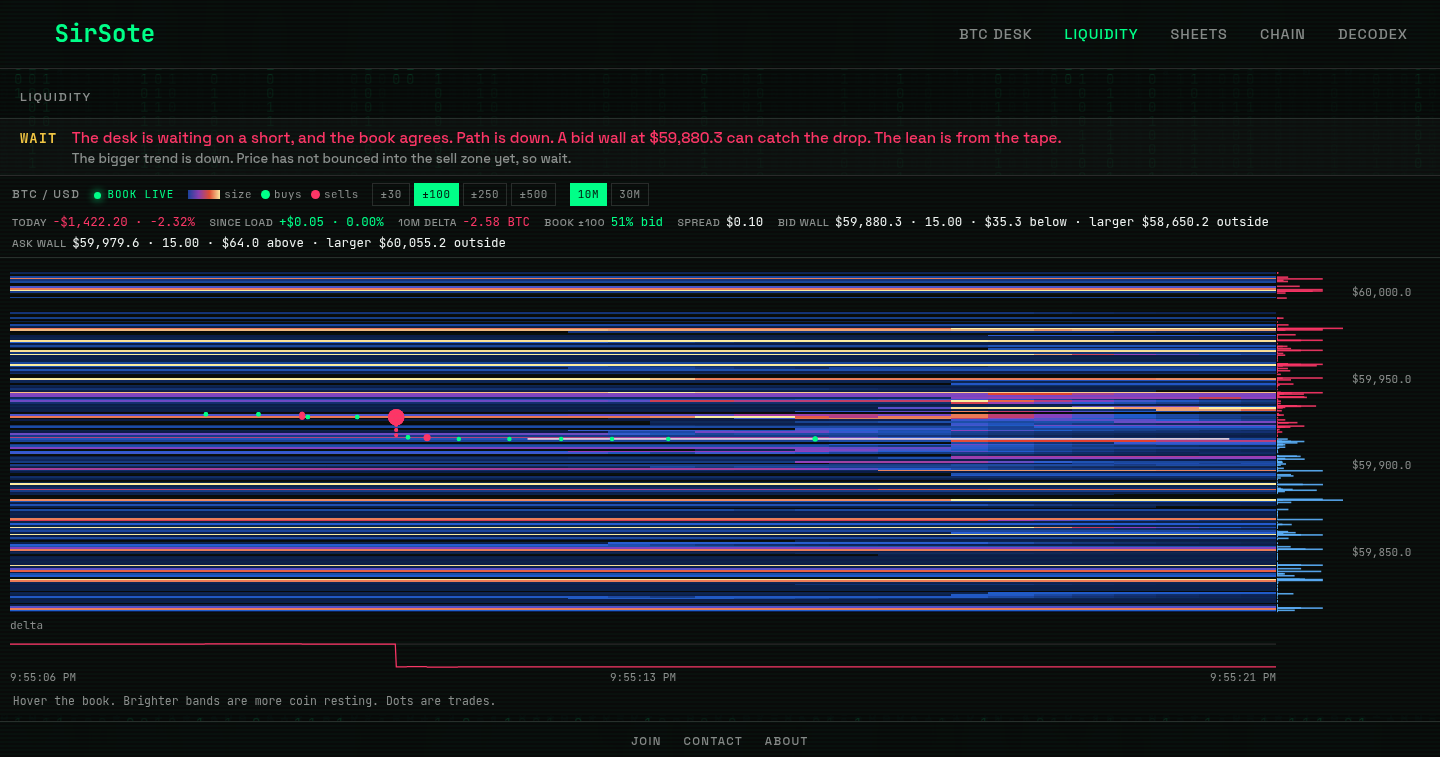 SirSote
BTC DESK LIQUIDITY SHEETS CHAIN DECODEX
LIQUIDITY
WAIT The desk is waiting on a short, and the book agrees. Path is down. A bid wall at $59,880.3 can catch the drop. The lean is from the tape.
The bigger trend is down. Price has not bounced into the sell zone yet, so wait.
BTC / USD BOOK LIVE size buys sells ±30 ±100 ±250 ±500 10M 30M
TODAY -$1,422.20 · -2.32% SINCE LOAD +$0.05 · 0.00% 10M DELTA -2.58 BTC BOOK ±100 51% bid SPREAD $0.10 BID WALL $59,880.3 · 15.00 · $35.3 below · larger $58,650.2 outside
ASK WALL $59,979.6 · 15.00 · $64.0 above · larger $60,055.2 outside
$60,000.0
$59,950.0
$59,900.0
$59,850.0
delta
9:55:06 PM 9:55:13 PM 9:55:21 PM
Hover the book. Brighter bands are more coin resting. Dots are trades.
JOIN CONTACT ABOUT